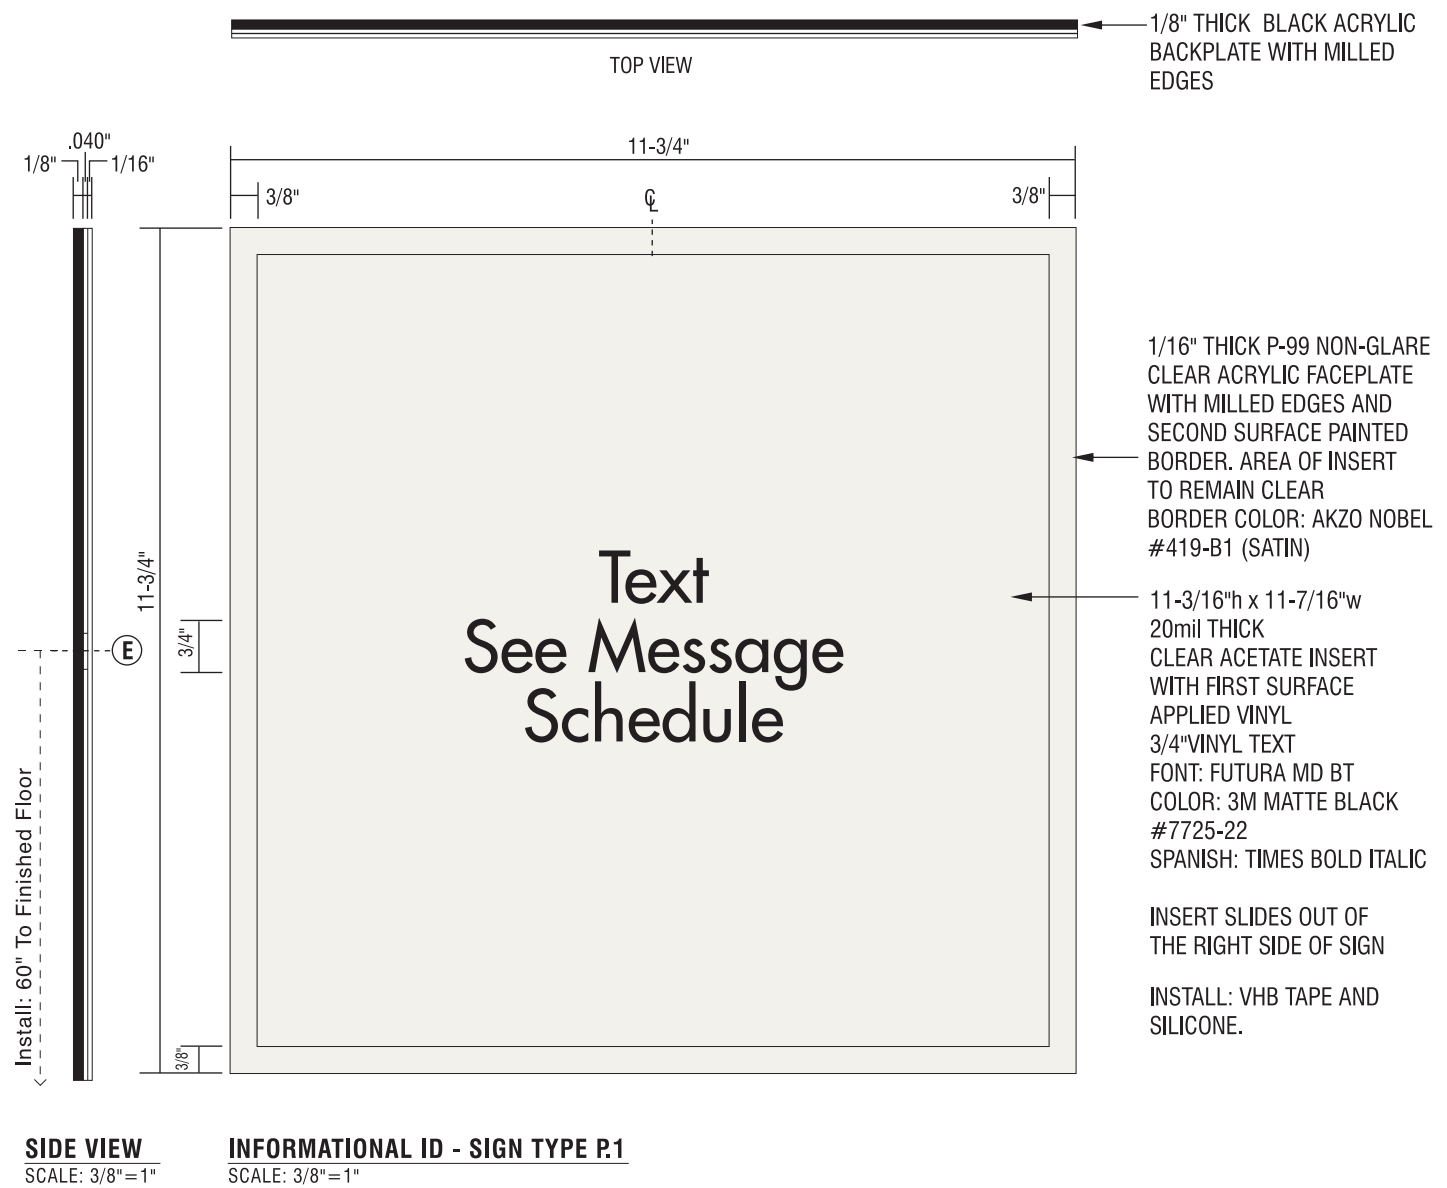 1/8" THICK BLACK ACRYLIC
BACKPLATE WITH MILLED
EDGES
TOP VIEW
.040"
1/8"
1/16"
11-3/4"
3/8"
℄
3/8"
1/16" THICK P-99 NON-GLARE
CLEAR ACRYLIC FACEPLATE
WITH MILLED EDGES AND
SECOND SURFACE PAINTED
BORDER. AREA OF INSERT
TO REMAIN CLEAR
BORDER COLOR: AKZO NOBEL
#419-B1 (SATIN)
11-3/4"
3/4"
E
Text
See Message
Schedule
11-3/16"h x 11-7/16"w
20mil THICK
CLEAR ACETATE INSERT
WITH FIRST SURFACE
APPLIED VINYL
3/4"VINYL TEXT
FONT: FUTURA MD BT
COLOR: 3M MATTE BLACK
#7725-22
SPANISH: TIMES BOLD ITALIC
INSERT SLIDES OUT OF
THE RIGHT SIDE OF SIGN
INSTALL: VHB TAPE AND
SILICONE.
Install: 60" To Finished Floor
3/8"
SIDE VIEW
SCALE: 3/8"=1"
INFORMATIONAL ID - SIGN TYPE P.1
SCALE: 3/8"=1"